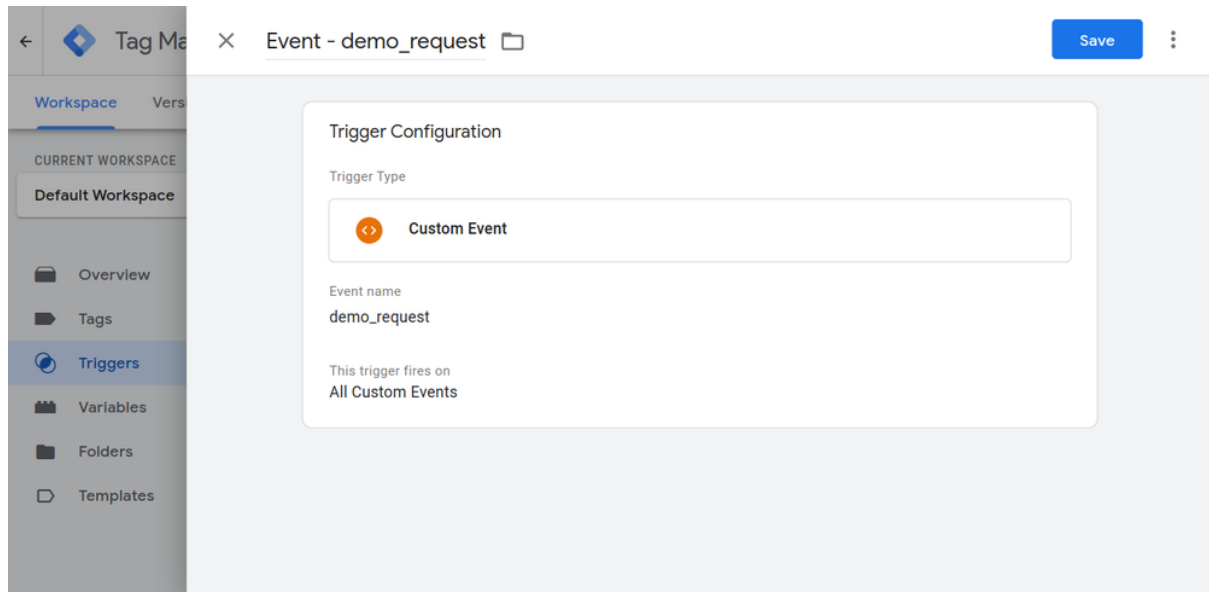 Tag Ma
Event - demo_request
Save
Workspace Vers
CURRENT WORKSPACE
Default Workspace
Overview
Tags
Triggers
Variables
Folders
Templates
Trigger Configuration
Trigger Type
Custom Event
Event name
demo_request
This trigger fires on
All Custom Events